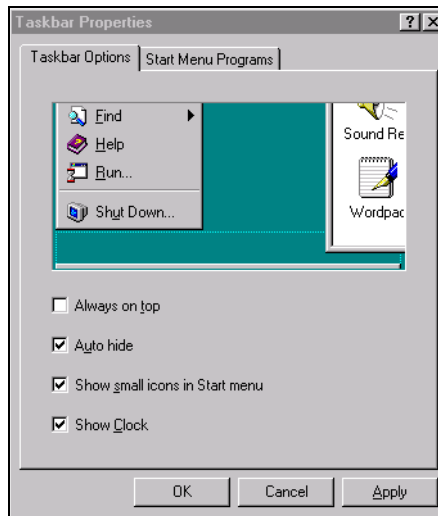 Taskbar Properties
Taskbar Options Start Menu Programs
Find
Help
Run...
Shut Down...
Sound Re
Wordpac
Always on top
Auto hide
Show small icons in Start menu
Show Clock
OK Cancel Apply